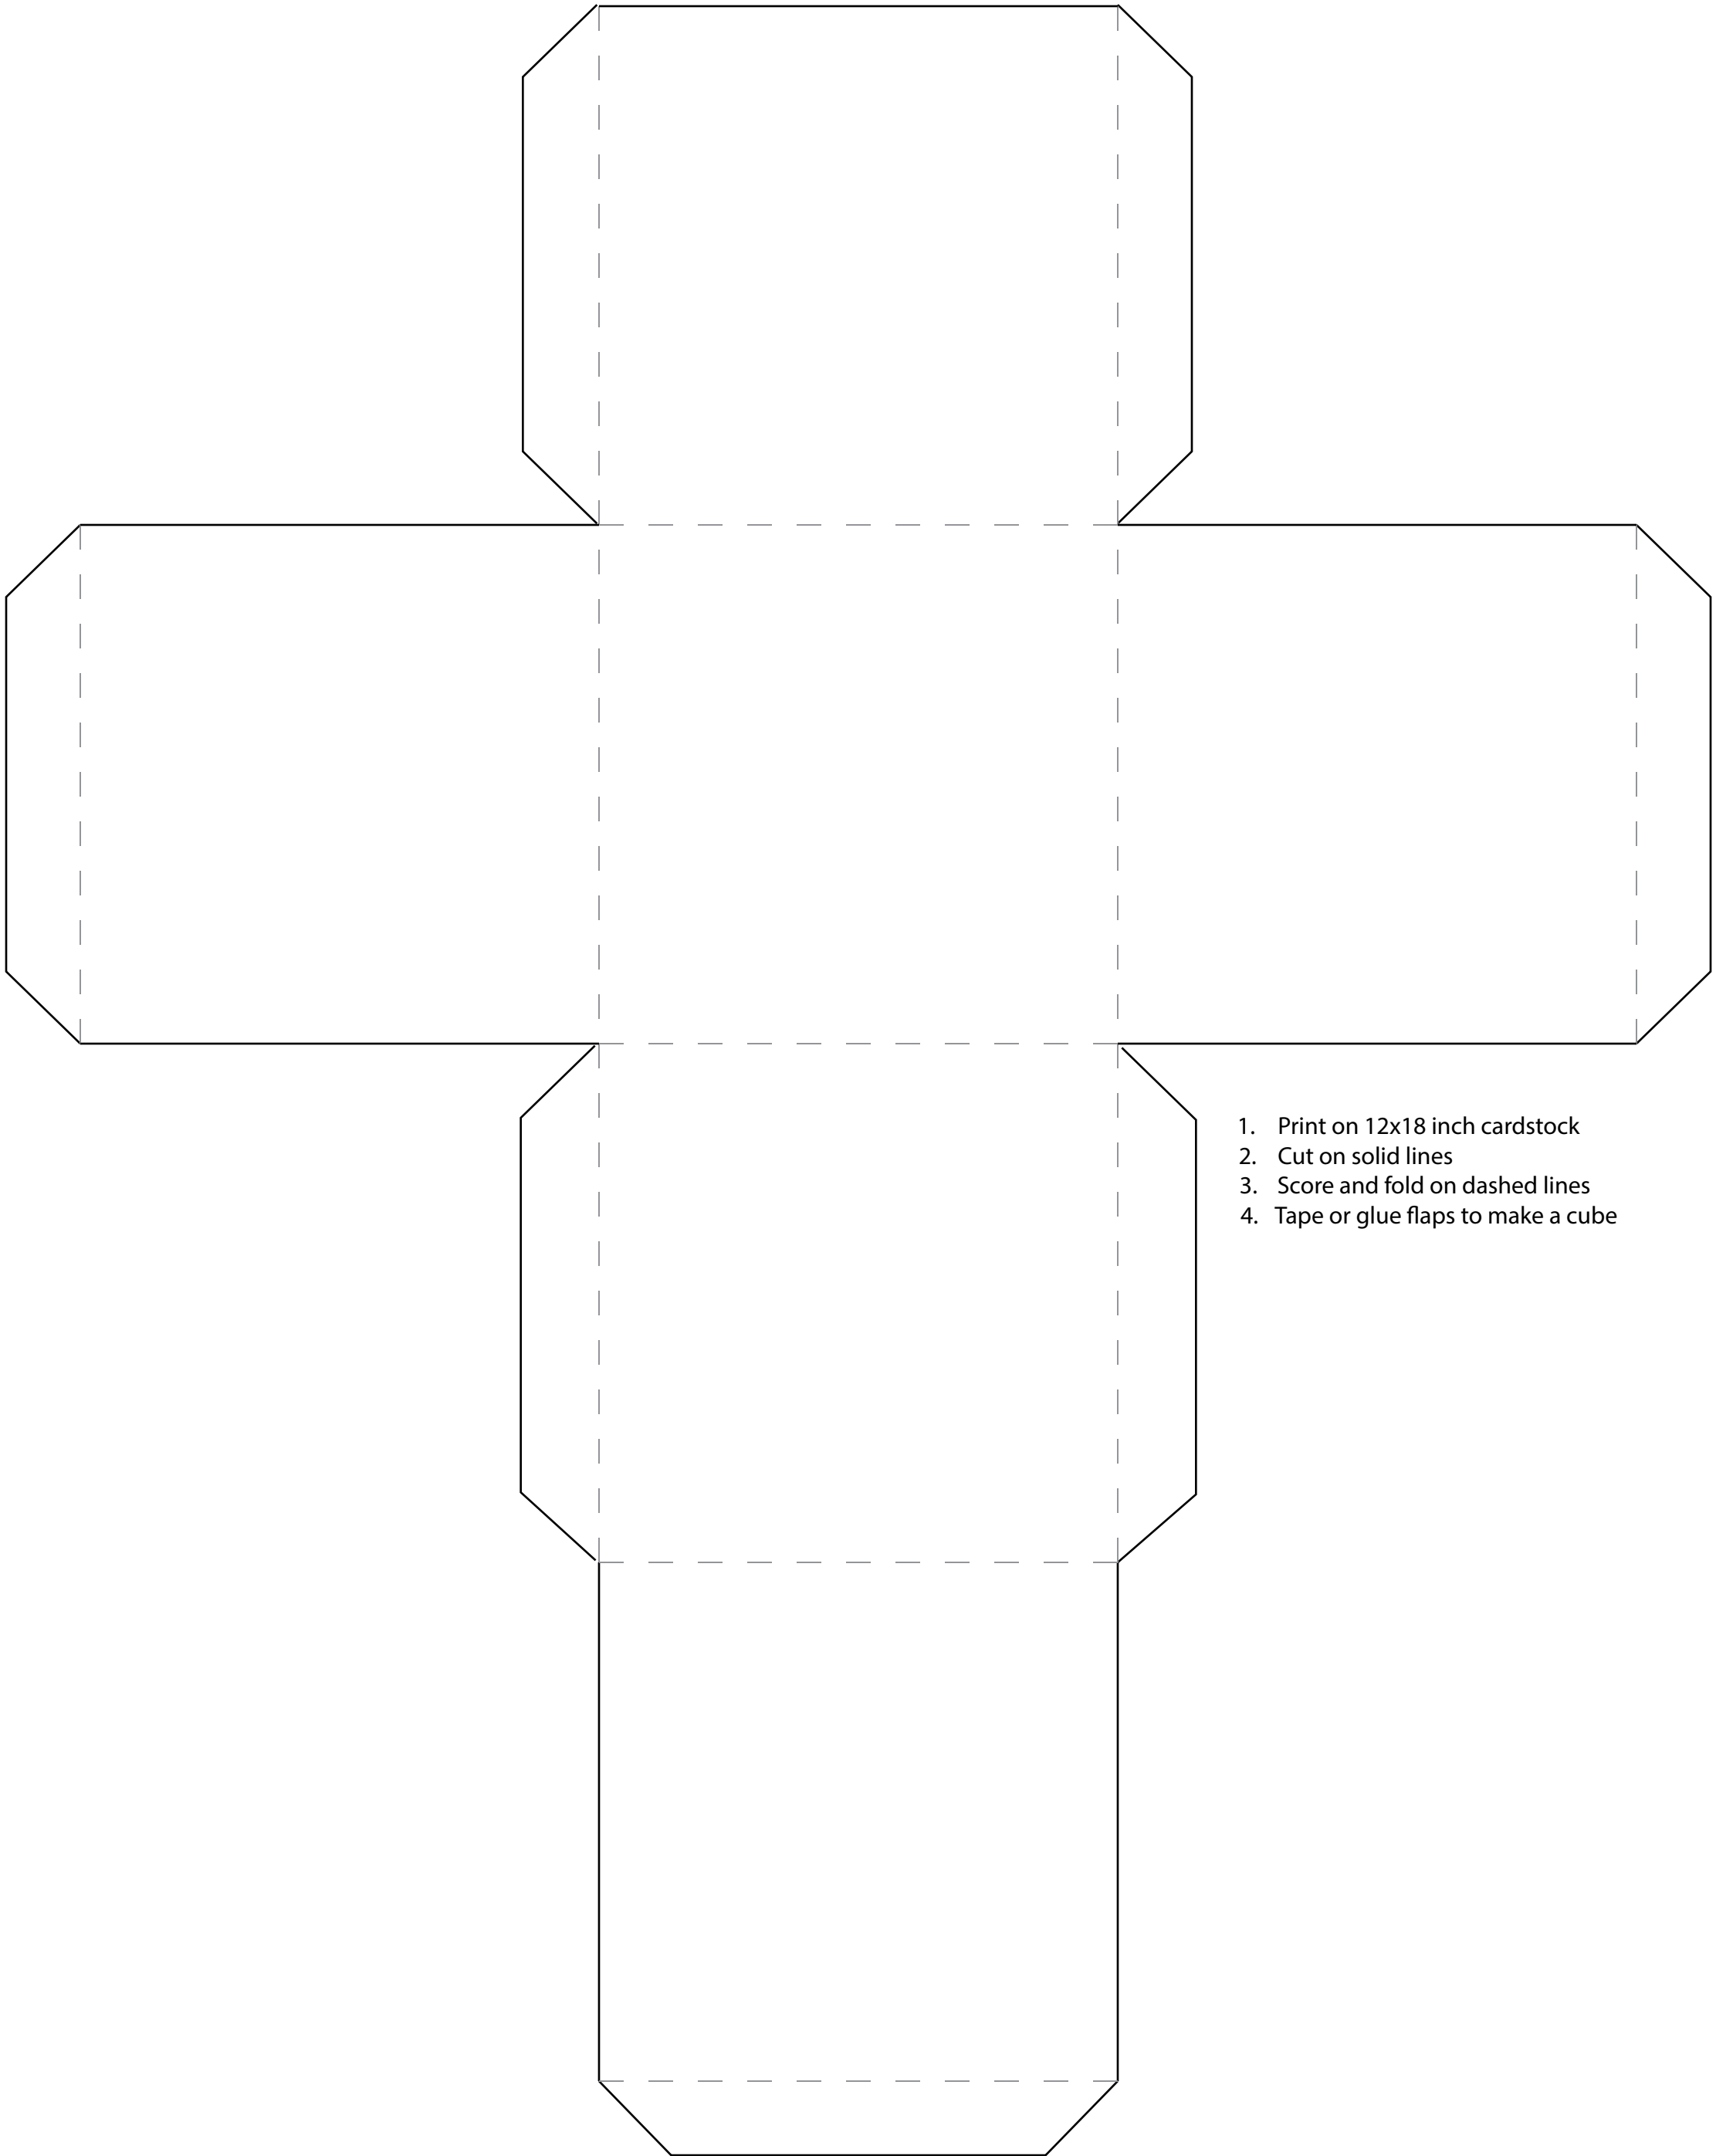 1. Print on 12x18 inch cardstock
2. Cut on solid lines
3. Score and fold on dashed lines
4. Tape or glue flaps to make a cube